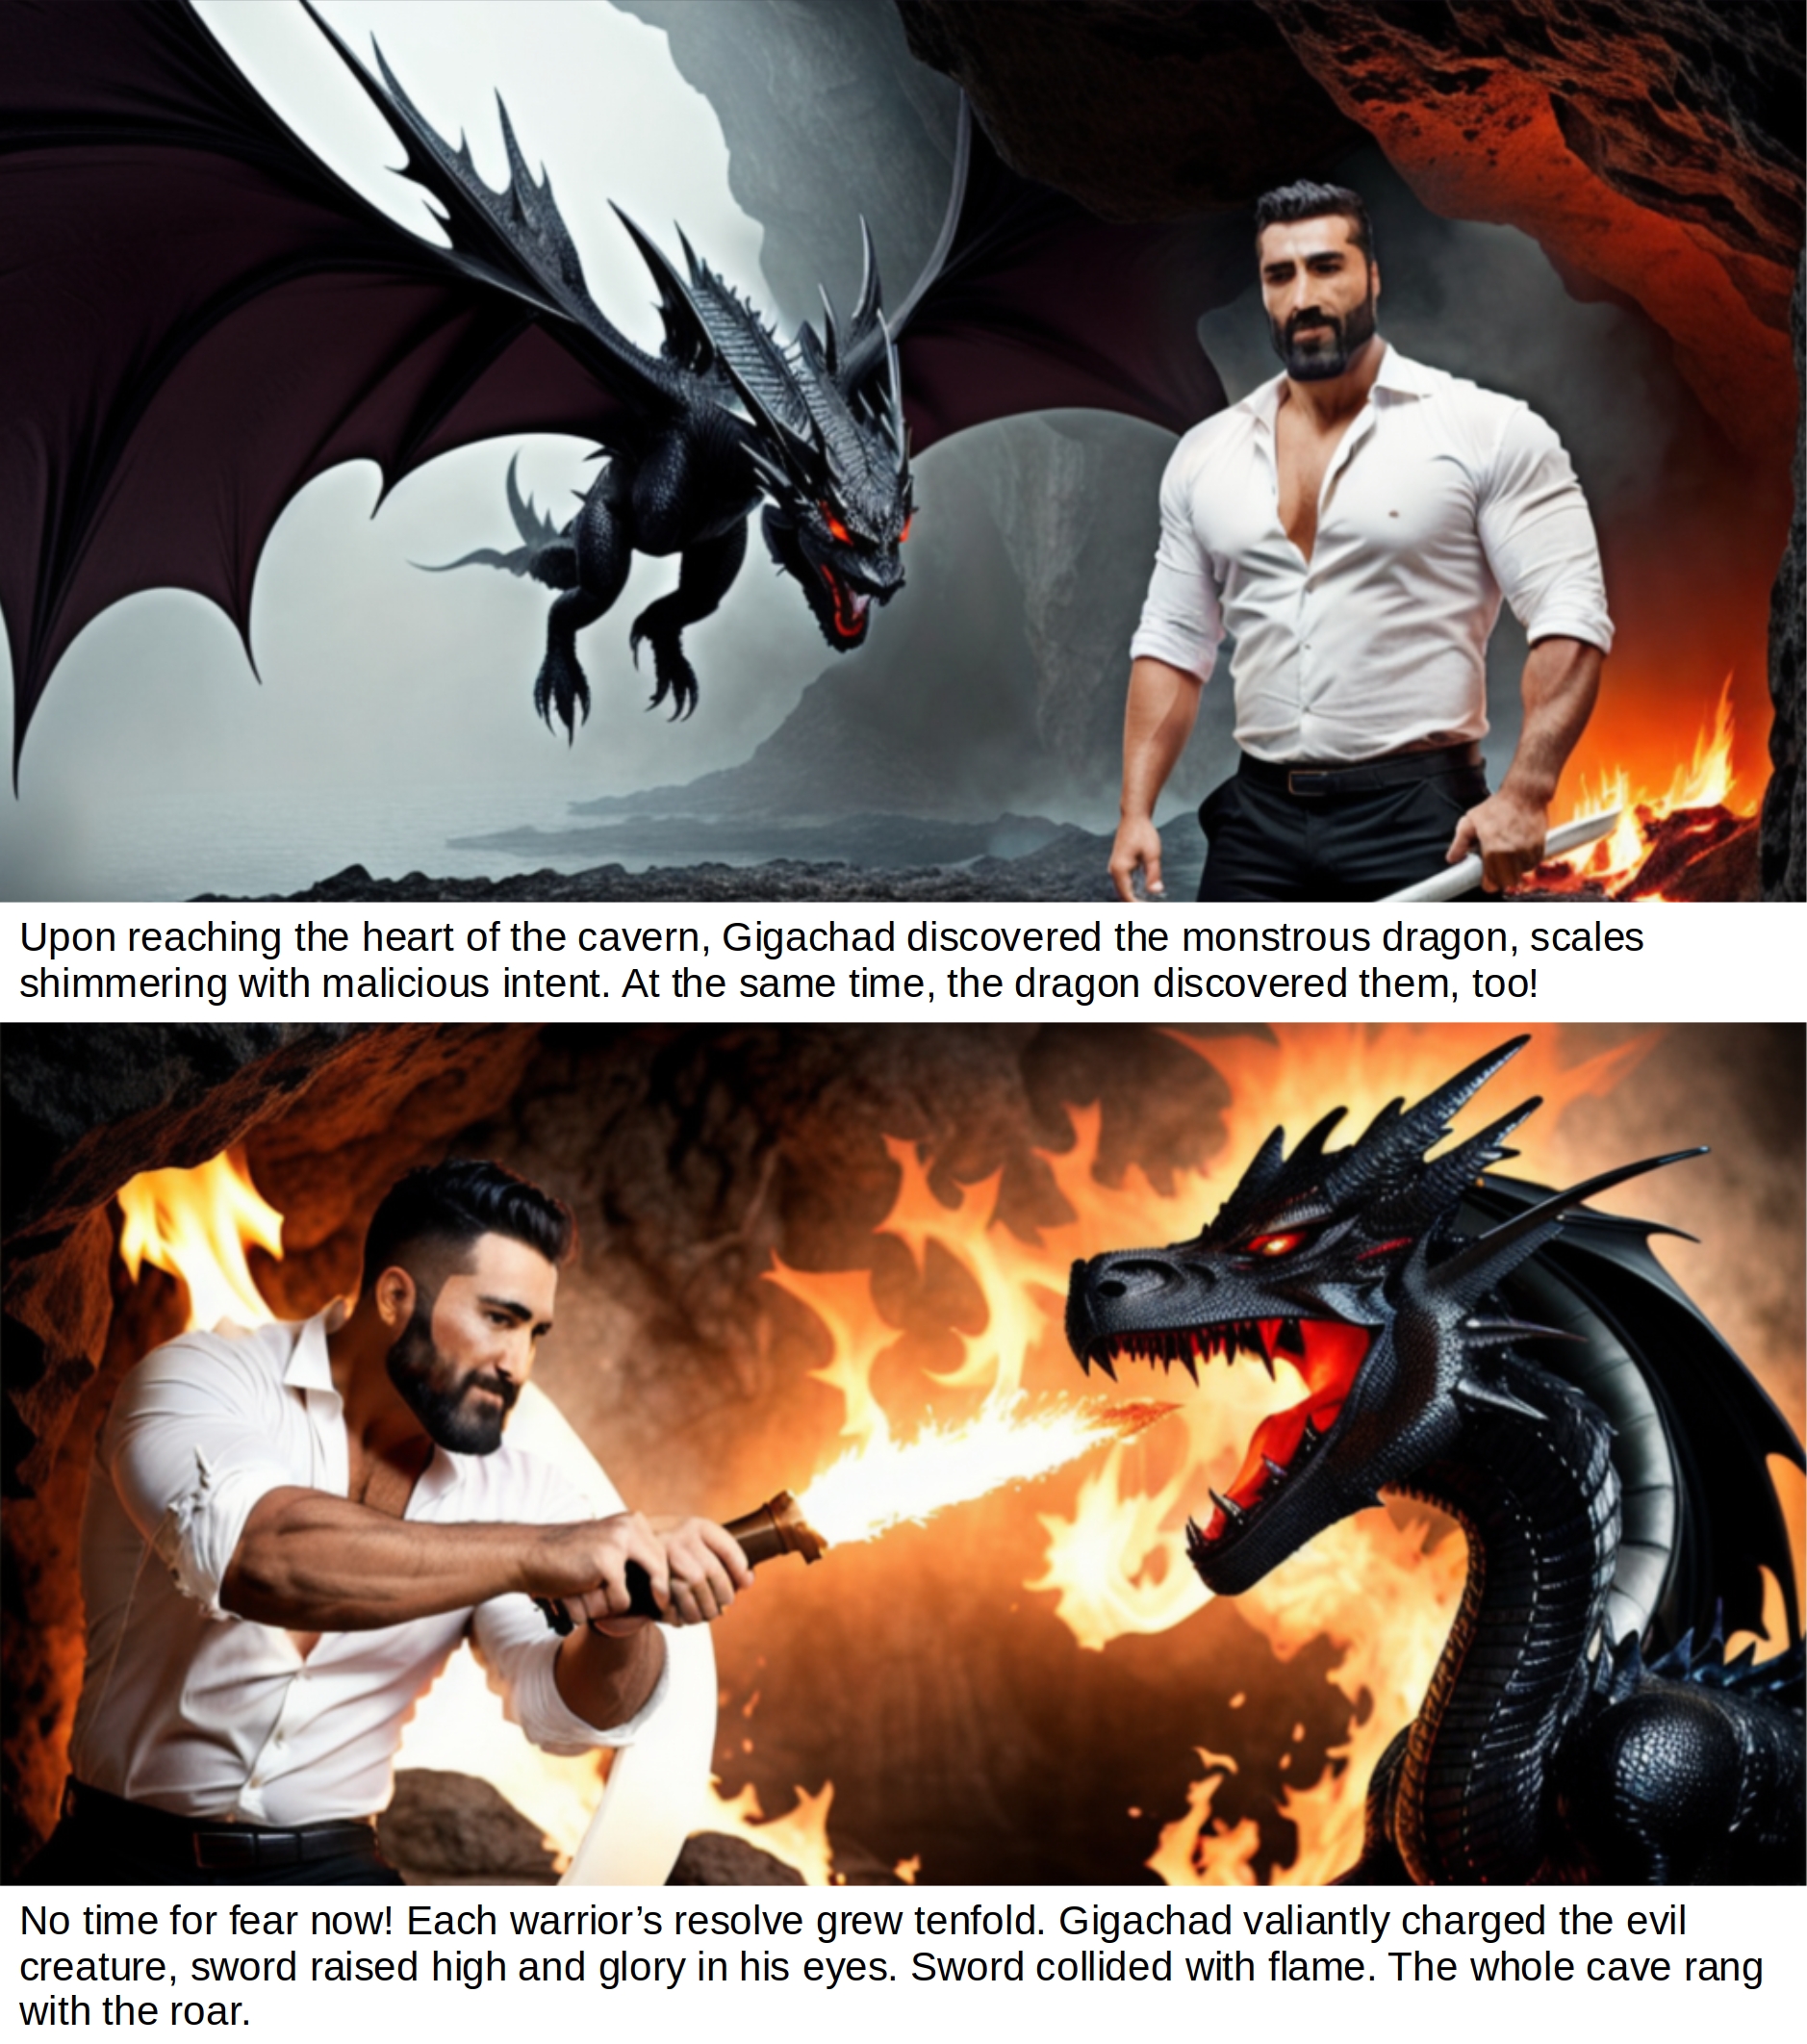 Upon reaching the heart of the cavern, Gigachad discovered the monstrous dragon, scales
shimmering with malicious intent. At the same time, the dragon discovered them, too!
No time for fear now! Each warrior’s resolve grew tenfold. Gigachad valiantly charged the evil
creature, sword raised high and glory in his eyes. Sword collided with flame. The whole cave rang
with the roar.